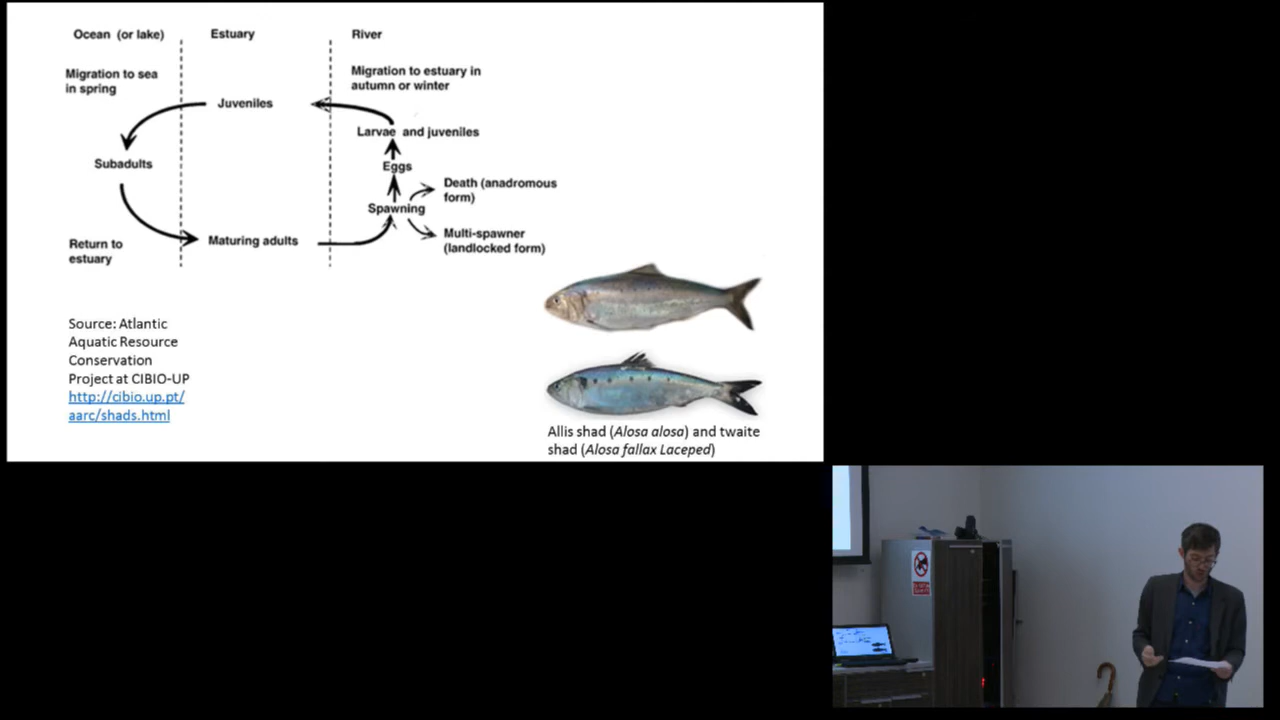 Ocean (or lake)
Estuary
River
Migration to sea
in spring
Migration to estuary in
autumn or winter
Juveniles
Larvae and juveniles
Subadults
Eggs
Death (anadromous
form)
Spawning
Multi-spawner
(landlocked form)
Return to
estuary
Maturing adults
Source: Atlantic
Aquatic Resource
Conservation
Project at CIBIO-UP
http://cibio.up.pt/
aarc/shads.html
Allis shad (Alosa alosa) and twaite
shad (Alosa fallax Laceped)